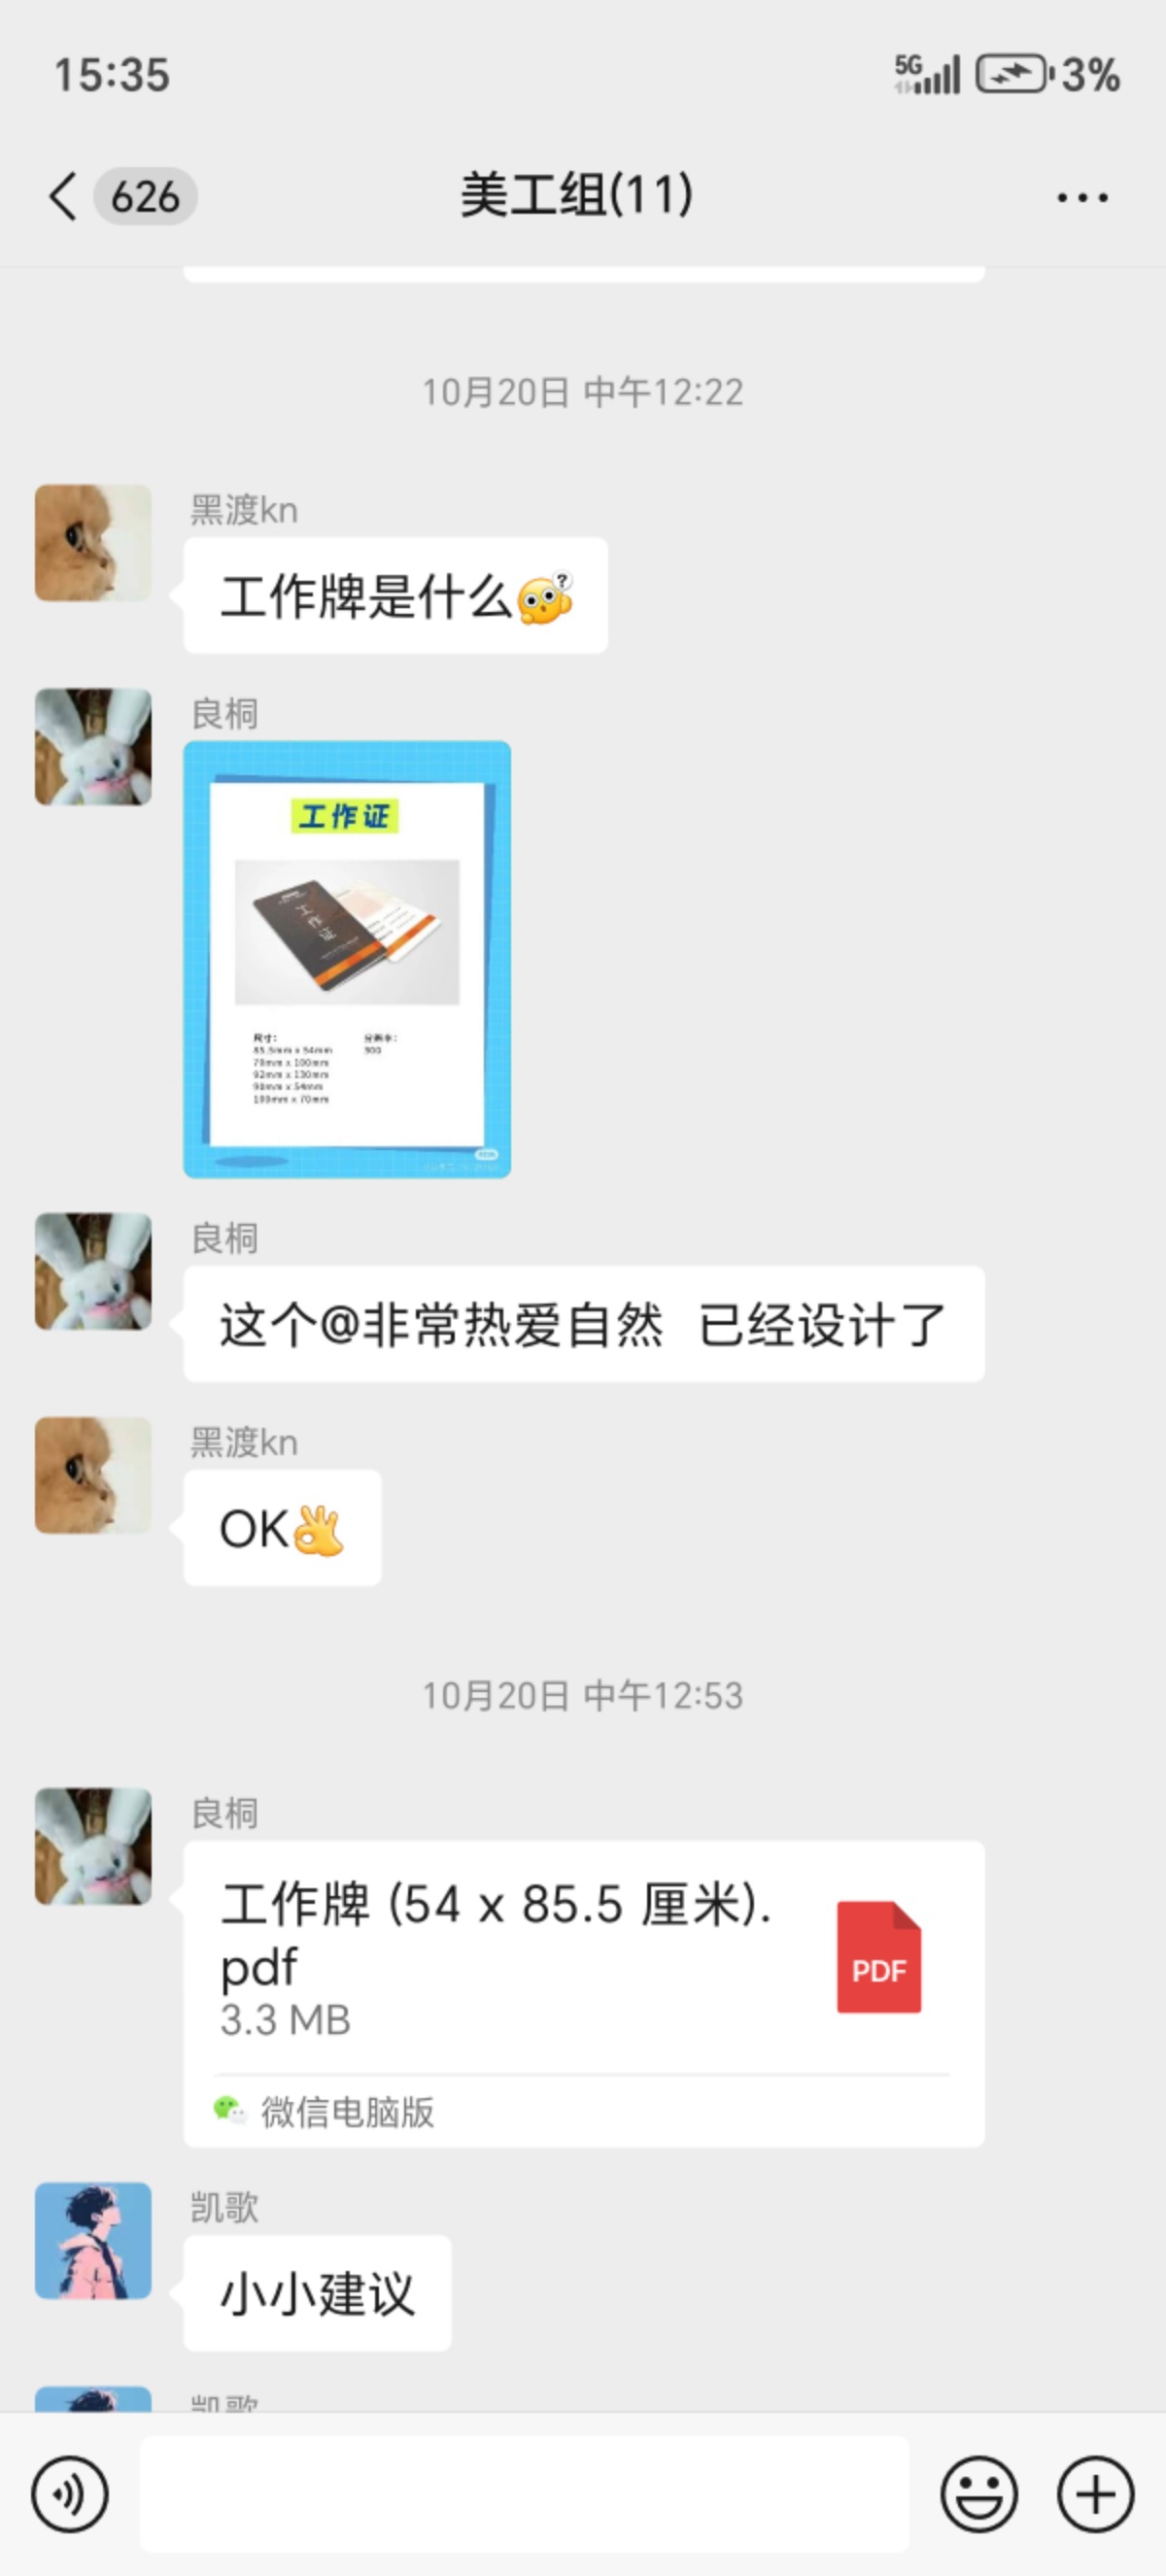 15:35
5G
3%
626
美工组(11)
10月20日 中午12:22
黑渡kn
工作牌是什么
良桐
工作证
工作证
尺寸:
分辨率:
85.5mm x 54mm
300
70mm x 100mm
92mm x 130mm
90mm x 54mm
100mm x 70mm
良桐
这个@非常热爱自然 已经设计了
黑渡kn
OK👌
10月20日 中午12:53
良桐
工作牌 (54 x 85.5 厘米).
pdf
PDF
3.3 MB
微信电脑版
凯歌
小小建议
凯歌